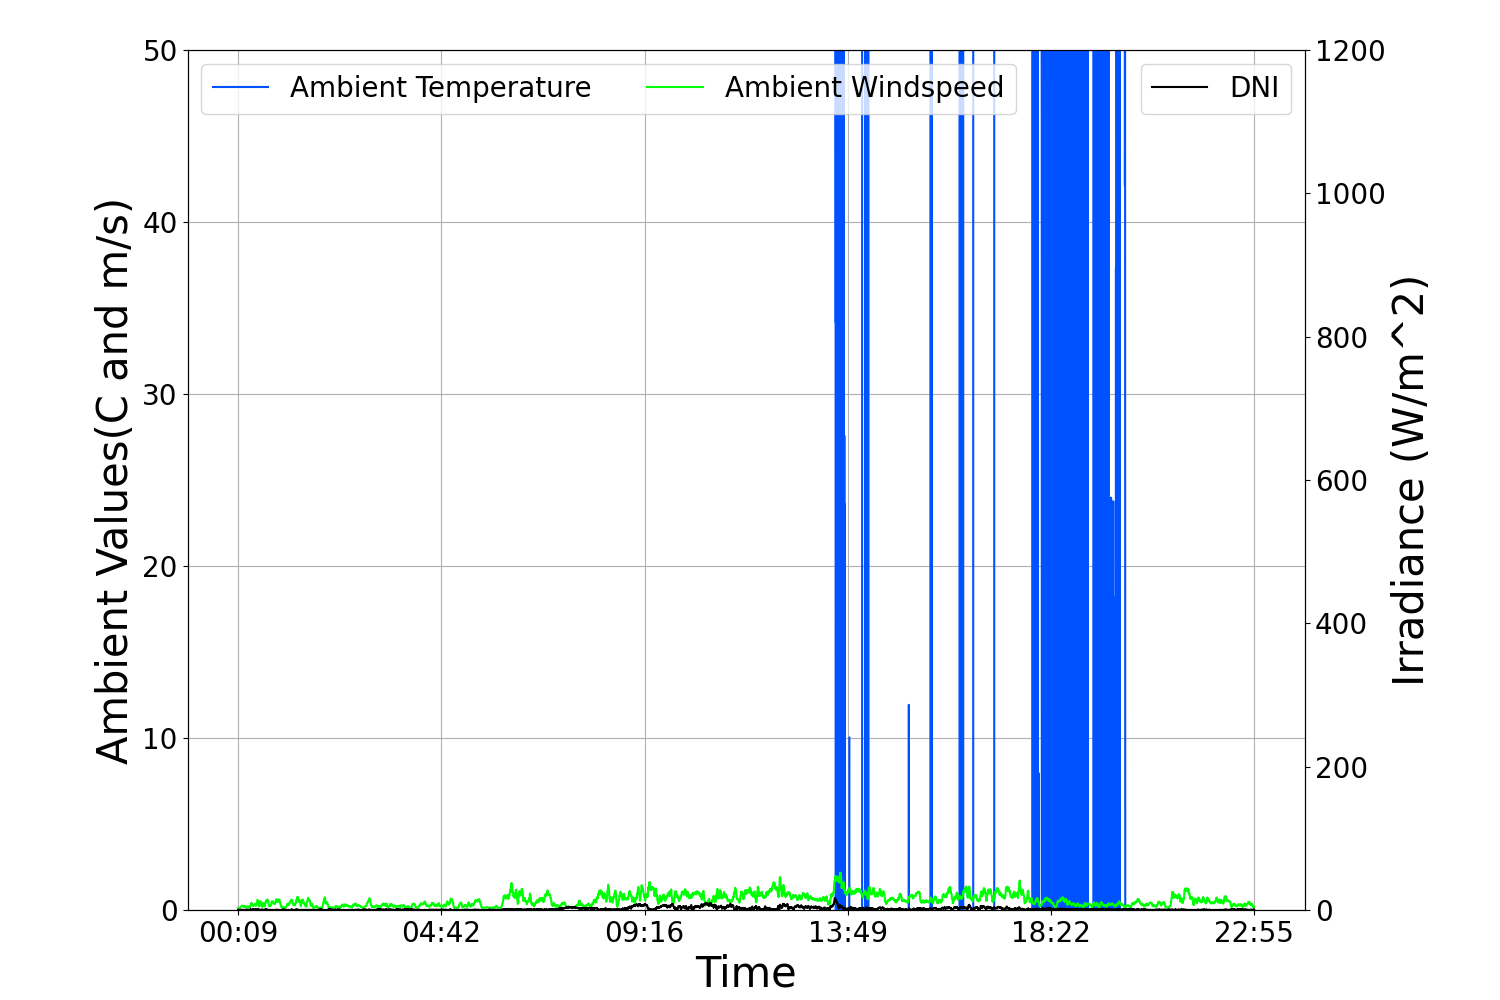 Ambient Temperature Ambient Windspeed DNI
Ambient Values(C and m/s)
50
40
30
20
10
0
1200
1000
800
600
400
200
0
Irradiance (W/m^2)
00:09 04:42 09:16 13:49 18:22 22:55
Time